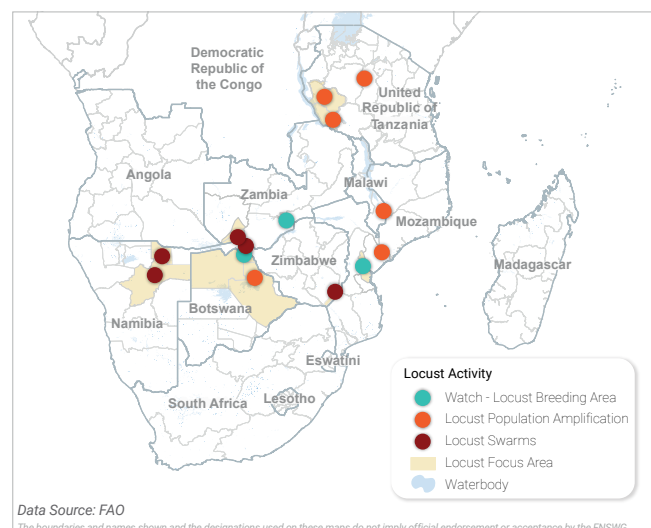 Democratic
Republic of
the Congo
United
Republic of
Tanzania
Angola
Zambia
Malawi
Mozambique
Zimbabwe
Madagascar
Namibia
Botswana
Eswatini
South Africa
Lesotho
Locust Activity
Watch - Locust Breeding Area
Locust Population Amplification
Locust Swarms
Locust Focus Area
Waterbody
Data Source: FAO
The boundaries and names shown and the designations used on these maps do not imply official endorsement or acceptance by the FNSWG